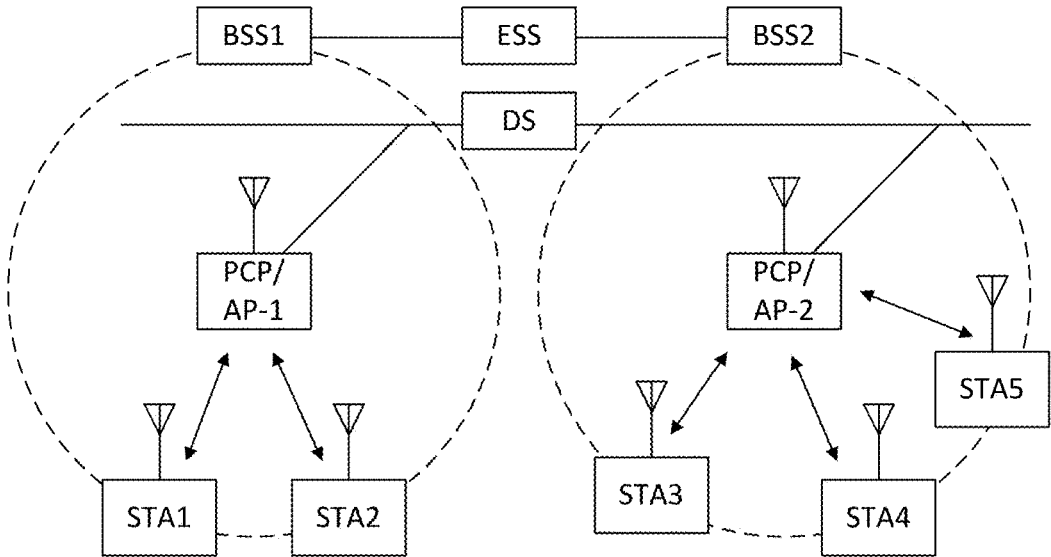 BSS1
ESS
BSS2
DS
PCP/
AP-1
PCP/
AP-2
STA1
STA2
STA3
STA4
STA5